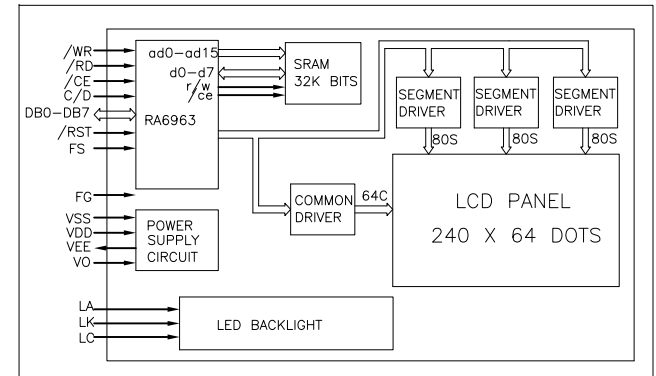 /WR
/RD
/CE
C/D
DB0-DB7
/RST
FS
FG
VSS
VDD
VEE
VO
LA
LK
LC
ad0-ad15
d0-d7
r/w
/ce
RA6963
SRAM
32K BITS
SEGMENT
DRIVER
SEGMENT
DRIVER
SEGMENT
DRIVER
80S
80S
80S
COMMON
DRIVER
64C
LCD PANEL
240 X 64 DOTS
POWER
SUPPLY
CIRCUIT
LED BACKLIGHT